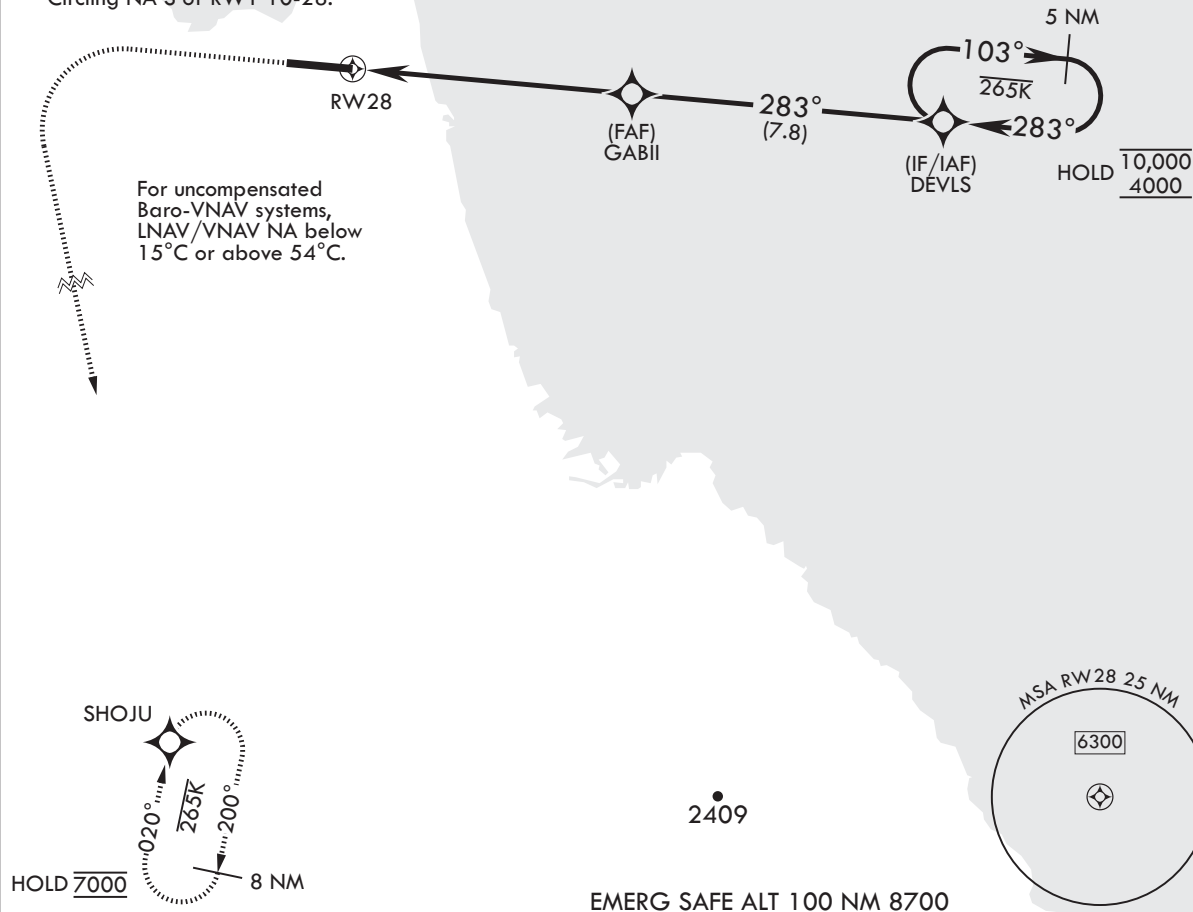 Circling NA S of RWY 10-28.
5 NM
103°
265K
283°
HOLD 10,000
4000
RW28
(FAF)
GABII
283°
(7.8)
(IF/IAF)
DEVLS
For uncompensated
Baro-VNAV systems,
LNAV/VNAV NA below
15°C or above 54°C.
SHOJU
020°
265K
200°
HOLD 7000
8 NM
2409
MSA RW28 25 NM
6300
EMERG SAFE ALT 100 NM 8700